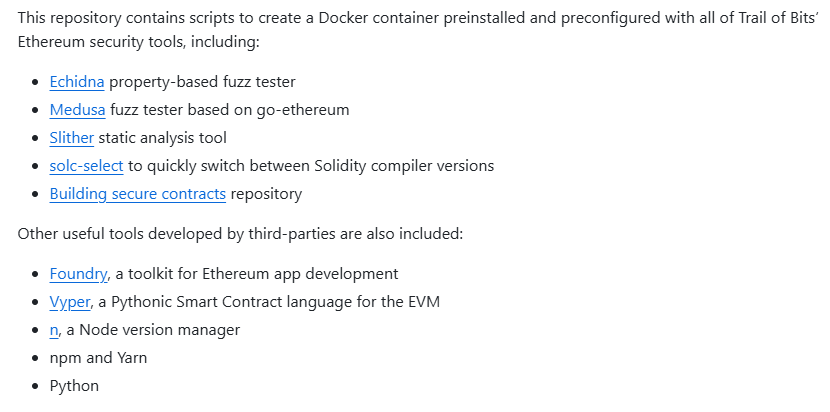 This repository contains scripts to create a Docker container preinstalled and preconfigured with all of Trail of Bits’
Ethereum security tools, including:
• Echidna property-based fuzz tester
• Medusa fuzz tester based on go-ethereum
• Slither static analysis tool
• solc-select to quickly switch between Solidity compiler versions
• Building secure contracts repository
Other useful tools developed by third-parties are also included:
• Foundry, a toolkit for Ethereum app development
• Vyper, a Pythonic Smart Contract language for the EVM
• n, a Node version manager
• npm and Yarn
• Python